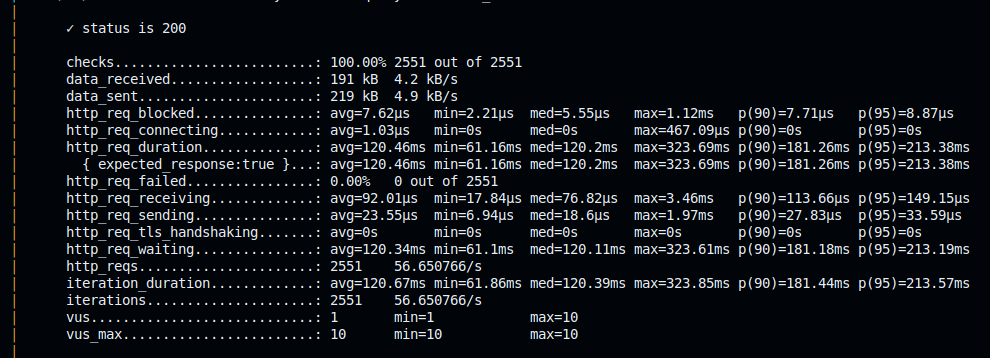 ✓ status is 200
checks.........................: 100.00% 2551 out of 2551
data_received..................: 191 kB  4.2 kB/s
data_sent......................: 219 kB  4.9 kB/s
http_req_blocked...............: avg=7.62µs   min=2.21µs  med=5.55µs   max=1.12ms   p(90)=7.71µs   p(95)=8.87µs
http_req_connecting............: avg=1.03µs   min=0s      med=0s       max=467.09µs p(90)=0s       p(95)=0s
http_req_duration..............: avg=120.46ms min=61.16ms med=120.2ms  max=323.69ms p(90)=181.26ms p(95)=213.38ms
  { expected_response:true }...: avg=120.46ms min=61.16ms med=120.2ms  max=323.69ms p(90)=181.26ms p(95)=213.38ms
http_req_failed................: 0.00%   0 out of 2551
http_req_receiving.............: avg=92.01µs  min=17.84µs med=76.82µs  max=3.46ms   p(90)=113.66µs p(95)=149.15µs
http_req_sending...............: avg=23.55µs  min=6.94µs  med=18.6µs   max=1.97ms   p(90)=27.83µs  p(95)=33.59µs
http_req_tls_handshaking.......: avg=0s       min=0s      med=0s       max=0s       p(90)=0s       p(95)=0s
http_req_waiting...............: avg=120.34ms min=61.1ms  med=120.11ms max=323.61ms p(90)=181.18ms p(95)=213.19ms
http_reqs......................: 2551    56.650766/s
iteration_duration.............: avg=120.67ms min=61.86ms med=120.39ms max=323.85ms p(90)=181.44ms p(95)=213.57ms
iterations.....................: 2551    56.650766/s
vus............................: 1       min=1            max=10
vus_max........................: 10      min=10           max=10